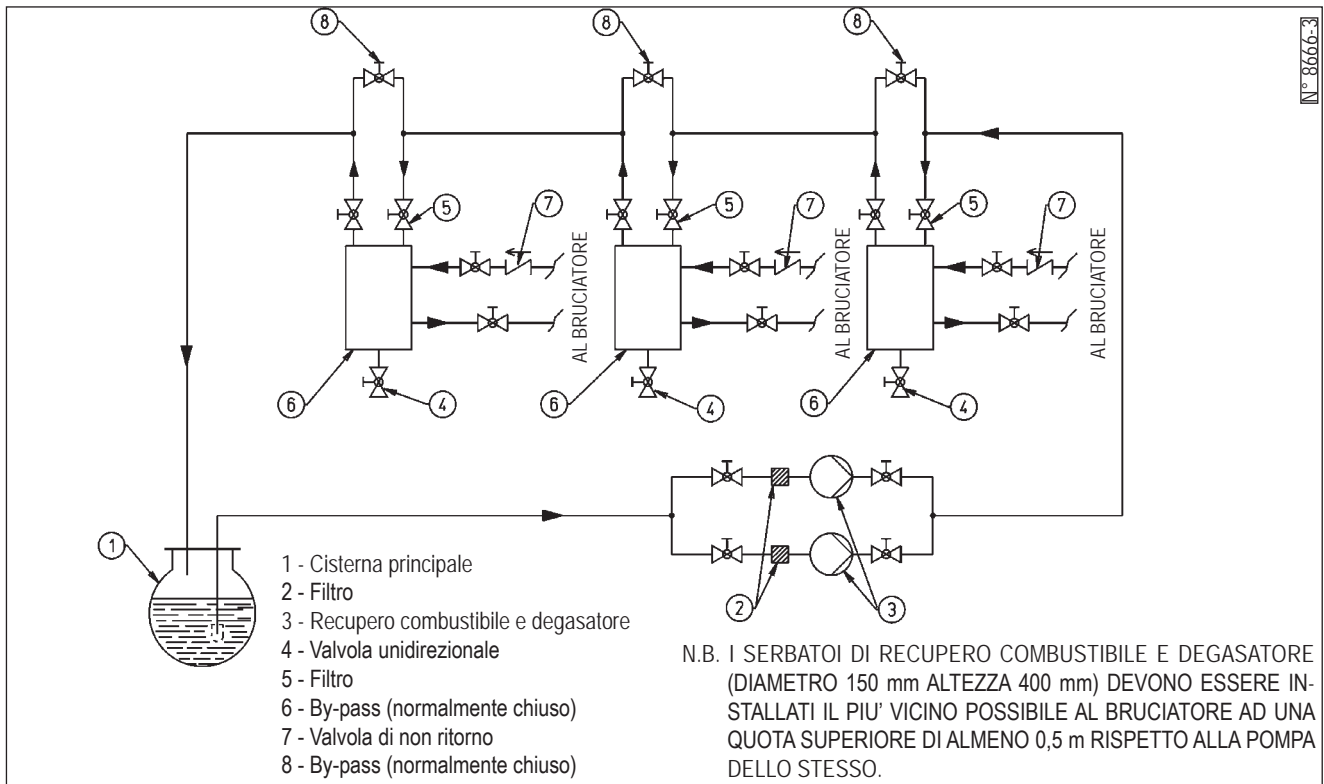 8
8
8
N° 8666-3
5
7
5
7
5
7
AL BRUCIATORE
AL BRUCIATORE
AL BRUCIATORE
6
4
6
4
6
4
1
2
3
1 - Cisterna principale
2 - Filtro
3 - Recupero combustibile e degasatore
4 - Valvola unidirezionale
5 - Filtro
6 - By-pass (normalmente chiuso)
7 - Valvola di non ritorno
8 - By-pass (normalmente chiuso)
N.B. I SERBATOI DI RECUPERO COMBUSTIBILE E DEGASATORE
(DIAMETRO 150 mm ALTEZZA 400 mm) DEVONO ESSERE IN-
STALLATI IL PIU' VICINO POSSIBILE AL BRUCIATORE AD UNA
QUOTA SUPERIORE DI ALMENO 0,5 m RISPETTO ALLA POMPA
DELLO STESSO.